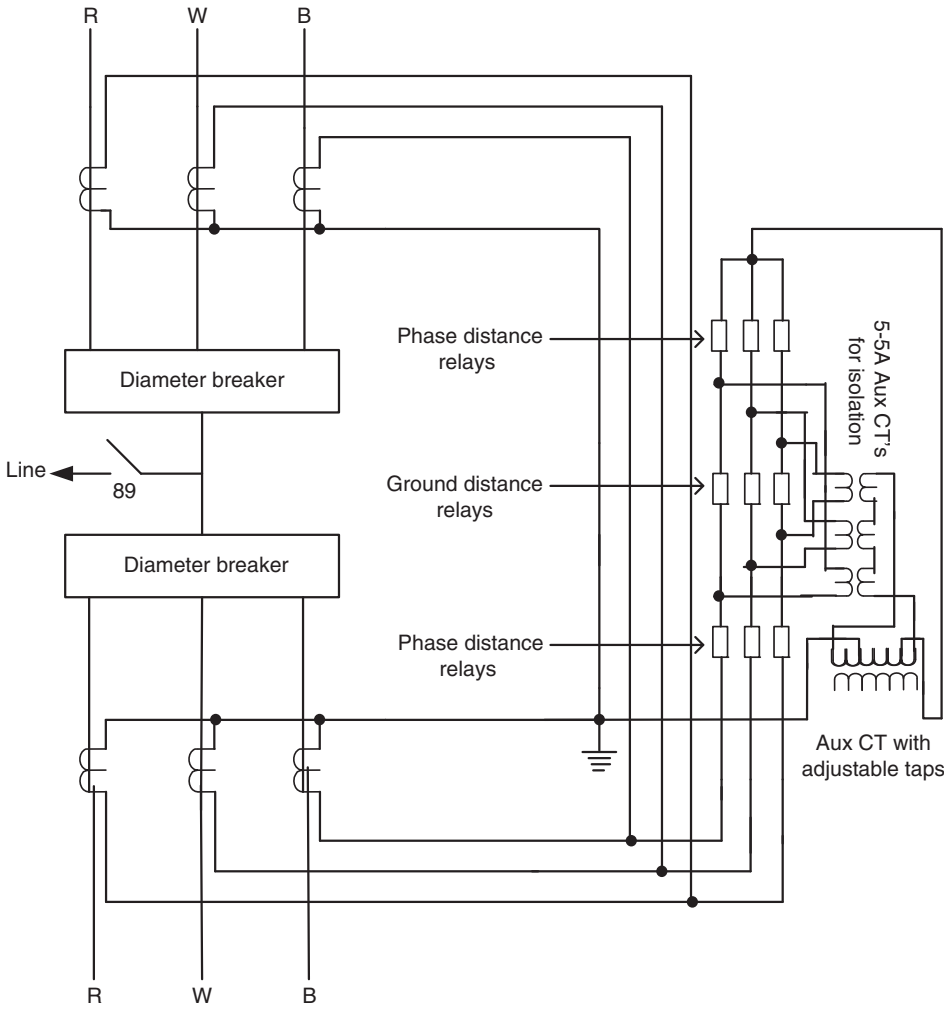 R W B
Phase distance
relays
5-5A Aux CT's
for isolation
Diameter breaker
Line
89
Ground distance
relays
Diameter breaker
Phase distance
relays
Aux CT with
adjustable taps
R W B